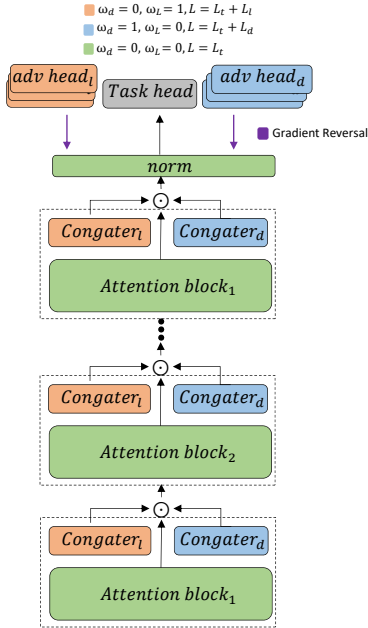 ω_d = 0, ω_L = 1, L = L_t + L_l
ω_d = 1, ω_L = 0, L = L_t + L_d
ω_d = 0, ω_L = 0, L = L_t
adv head_l
Task head
adv head_d
Gradient Reversal
norm
Congater_l
Congater_d
Attention block_1
Congater_l
Congater_d
Attention block_2
Congater_l
Congater_d
Attention block_1